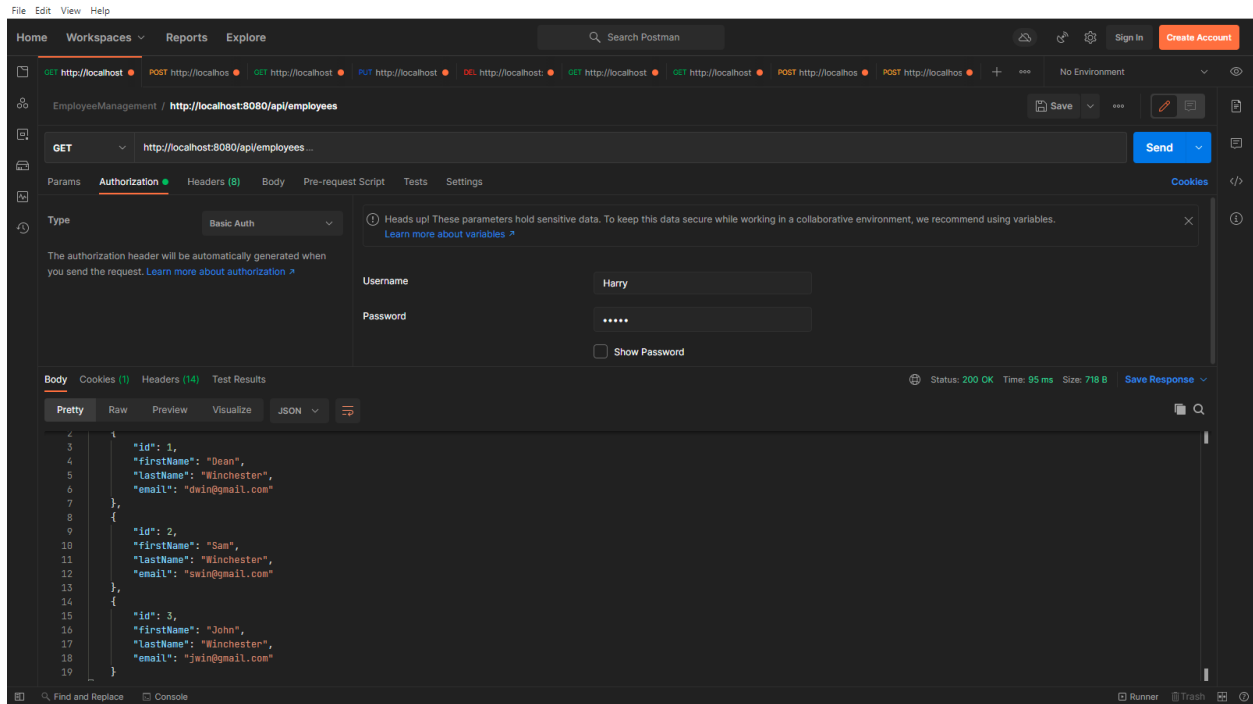 File Edit View Help
Home Workspaces Reports Explore Search Postman Sign In Create Account
GET http://localhost POST http://localhos GET http://localhost PUT http://localhost DEL http://localhost: GET http://localhost GET http://localhost POST http://localhos POST http://localhos + ooo No Environment
EmployeeManagement / http://localhost:8080/api/employees Save ooo
GET http://localhost:8080/api/employees... Send
Params Authorization Headers (8) Body Pre-request Script Tests Settings Cookies
Type Basic Auth
Heads up! These parameters hold sensitive data. To keep this data secure while working in a collaborative environment, we recommend using variables.
Learn more about variables ↗
The authorization header will be automatically generated when
you send the request. Learn more about authorization ↗
Username Harry
Password •••••
Show Password
Body Cookies (1) Headers (14) Test Results Status: 200 OK Time: 95 ms Size: 718 B Save Response
Pretty Raw Preview Visualize JSON
2 {
3 "id": 1,
4 "firstName": "Dean",
5 "lastName": "Winchester",
6 "email": "dwin@gmail.com"
7 },
8 {
9 "id": 2,
10 "firstName": "Sam",
11 "lastName": "Winchester",
12 "email": "swin@gmail.com"
13 },
14 {
15 "id": 3,
16 "firstName": "John",
17 "lastName": "Winchester",
18 "email": "jwin@gmail.com"
19 }
Find and Replace Console Runner Trash